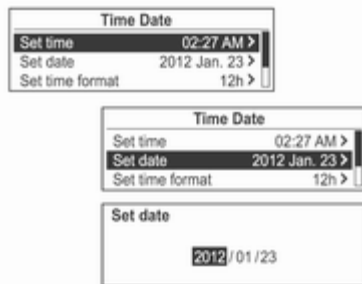 Time Date
Set time 02:27 AM >
Set date 2012 Jan. 23 >
Set time format 12h >
Time Date
Set time 02:27 AM >
Set date 2012 Jan. 23 >
Set time format 12h >
Set date
2012/01/23